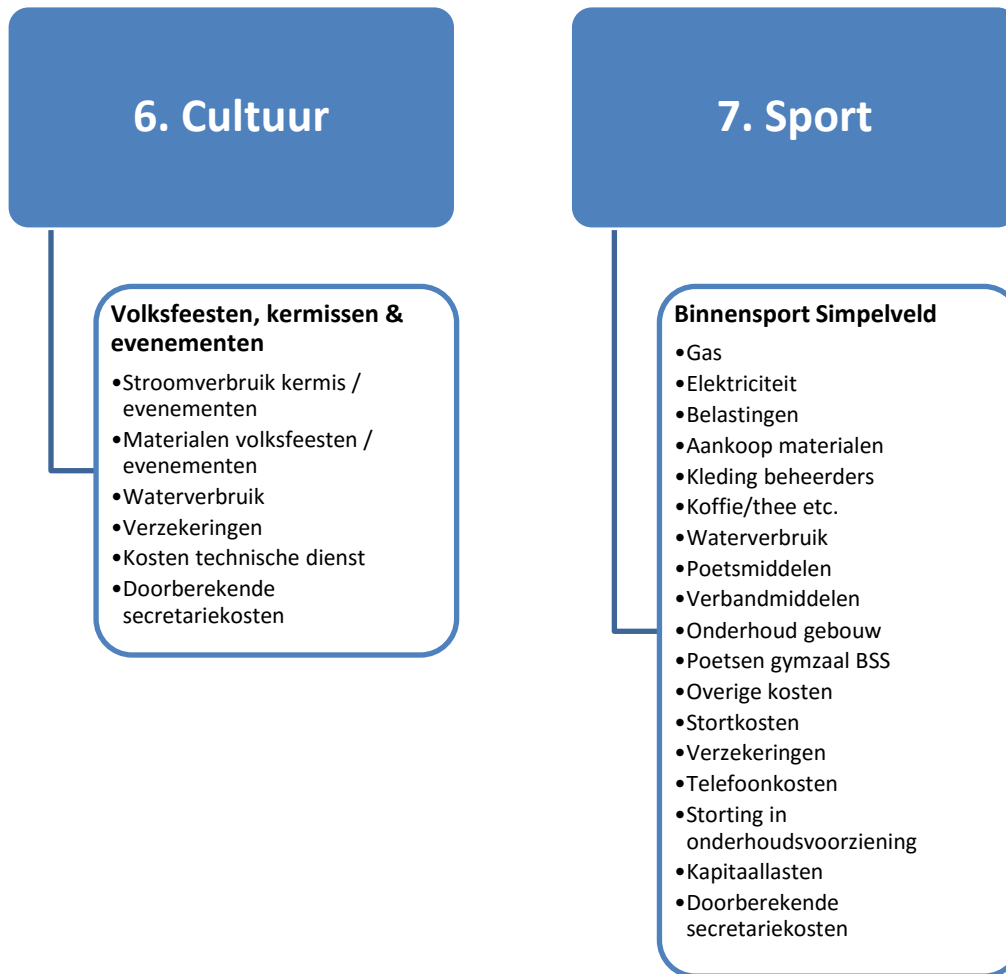 6. Cultuur
Volksfeesten, kermissen &
evenementen
•Stroomverbruik kermis /
evenementen
•Materialen volksfeesten /
evenementen
•Waterverbruik
•Verzekeringen
•Kosten technische dienst
•Doorberekende
secretariekosten
7. Sport
Binnensport Simpelveld
•Gas
•Elektriciteit
•Belastingen
•Aankoop materialen
•Kleding beheerders
•Koffie/thee etc.
•Waterverbruik
•Poetsmiddelen
•Verbandmiddelen
•Onderhoud gebouw
•Poetsen gymzaal BSS
•Overige kosten
•Stortkosten
•Verzekeringen
•Telefoonkosten
•Storting in
onderhoudsvoorziening
•Kapitaallasten
•Doorberekende
secretariekosten